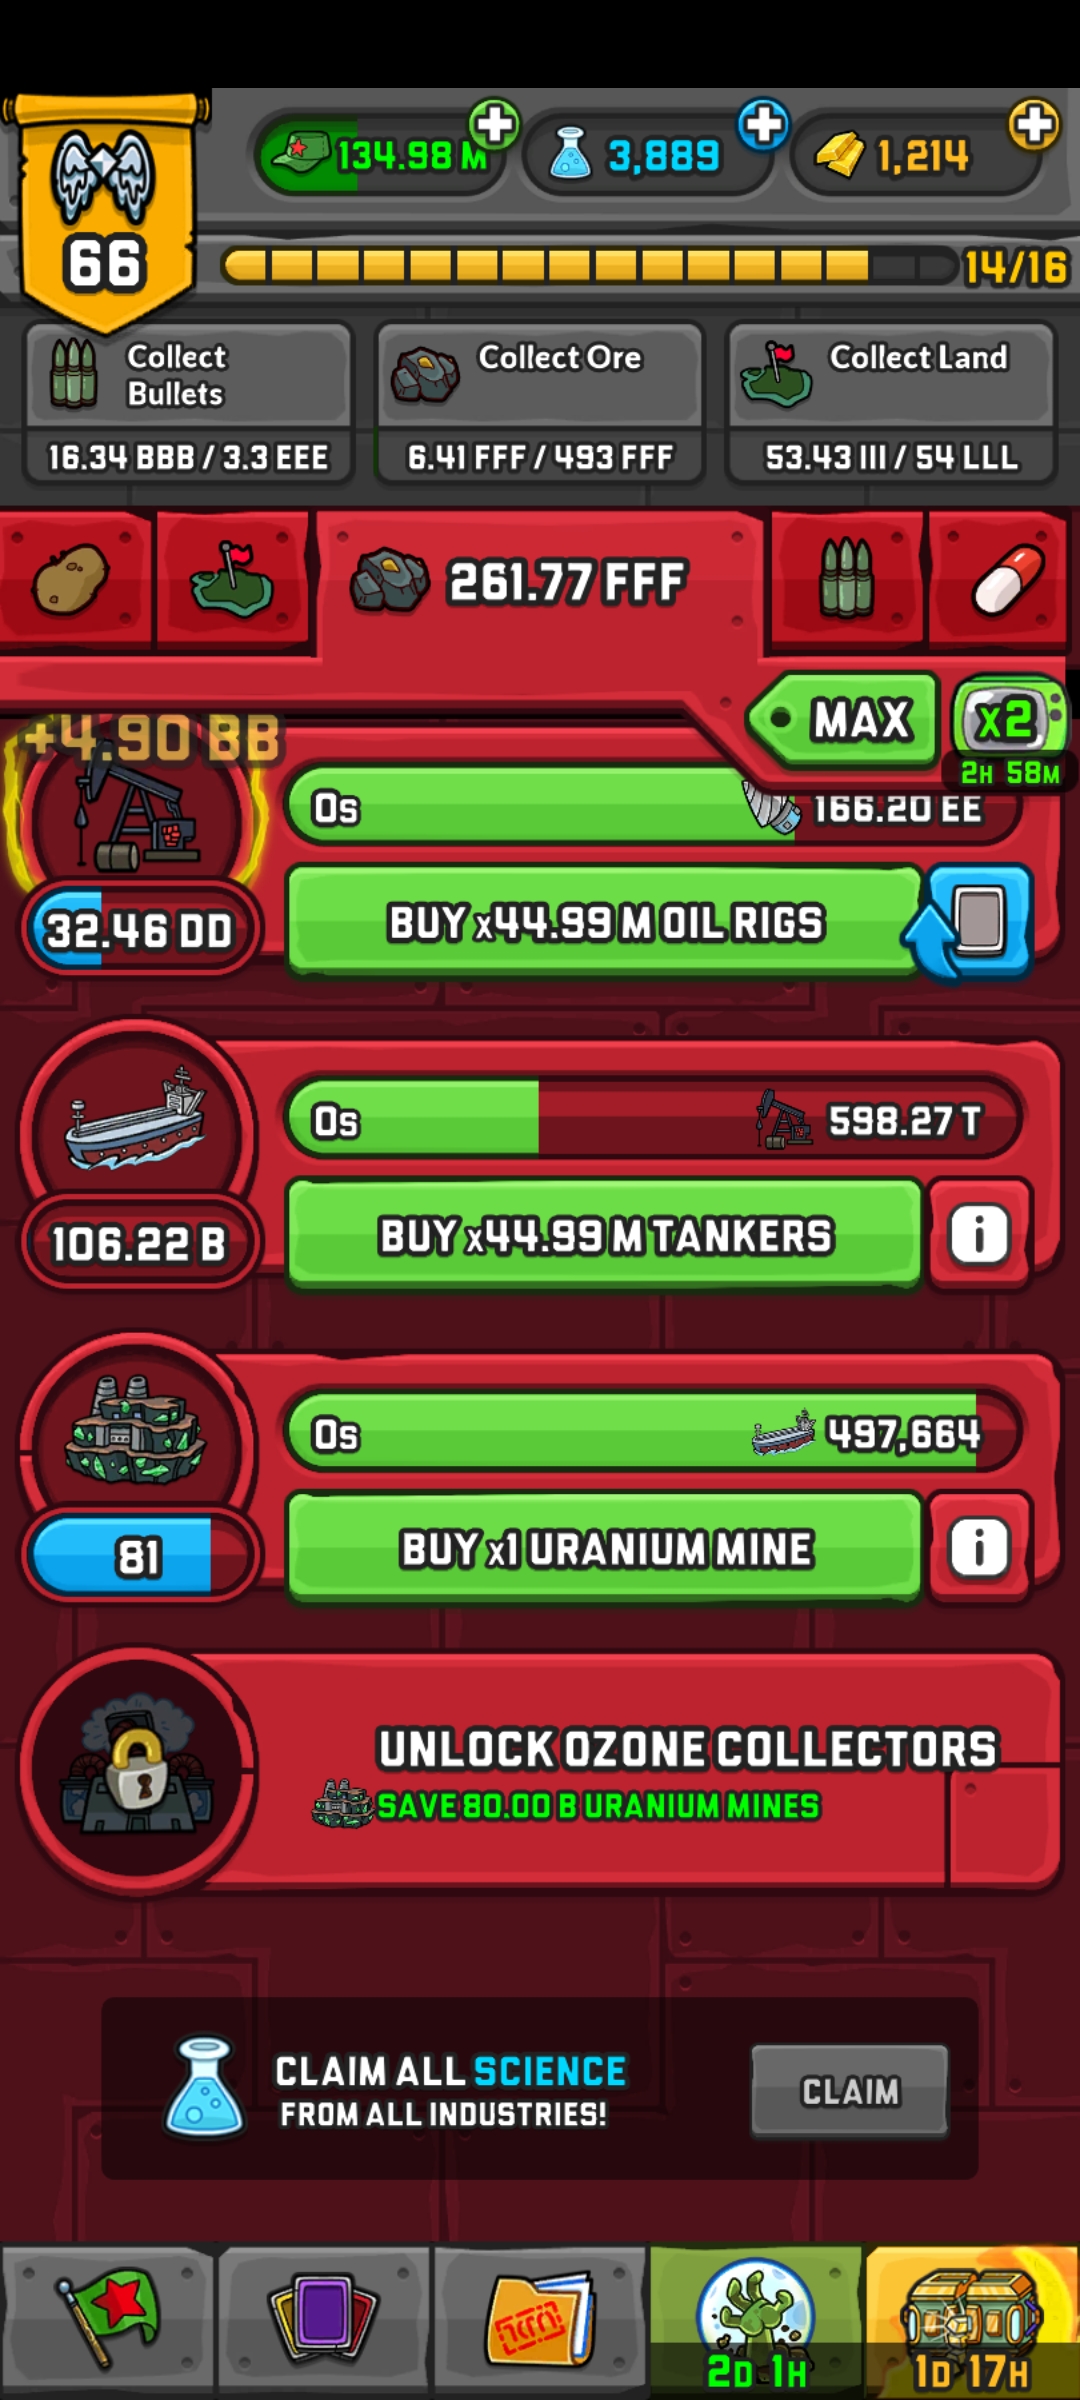 134.98 M
3,889
1,214
66
14/16
Collect
Bullets
16.34 BBB / 3.3 EEE
Collect Ore
6.41 FFF / 493 FFF
Collect Land
53.43 III / 54 LLL
261.77 FFF
MAX
x2
2H 58M
+4.90 BB
0s
166.20 EE
32.46 DD
BUY x44.99 M OIL RIGS
0s
598.27 T
106.22 B
BUY x44.99 M TANKERS
i
0s
497,664
81
BUY x1 URANIUM MINE
i
UNLOCK OZONE COLLECTORS
SAVE 80.00 B URANIUM MINES
CLAIM ALL SCIENCE
FROM ALL INDUSTRIES!
CLAIM
2D 1H
1D 17H